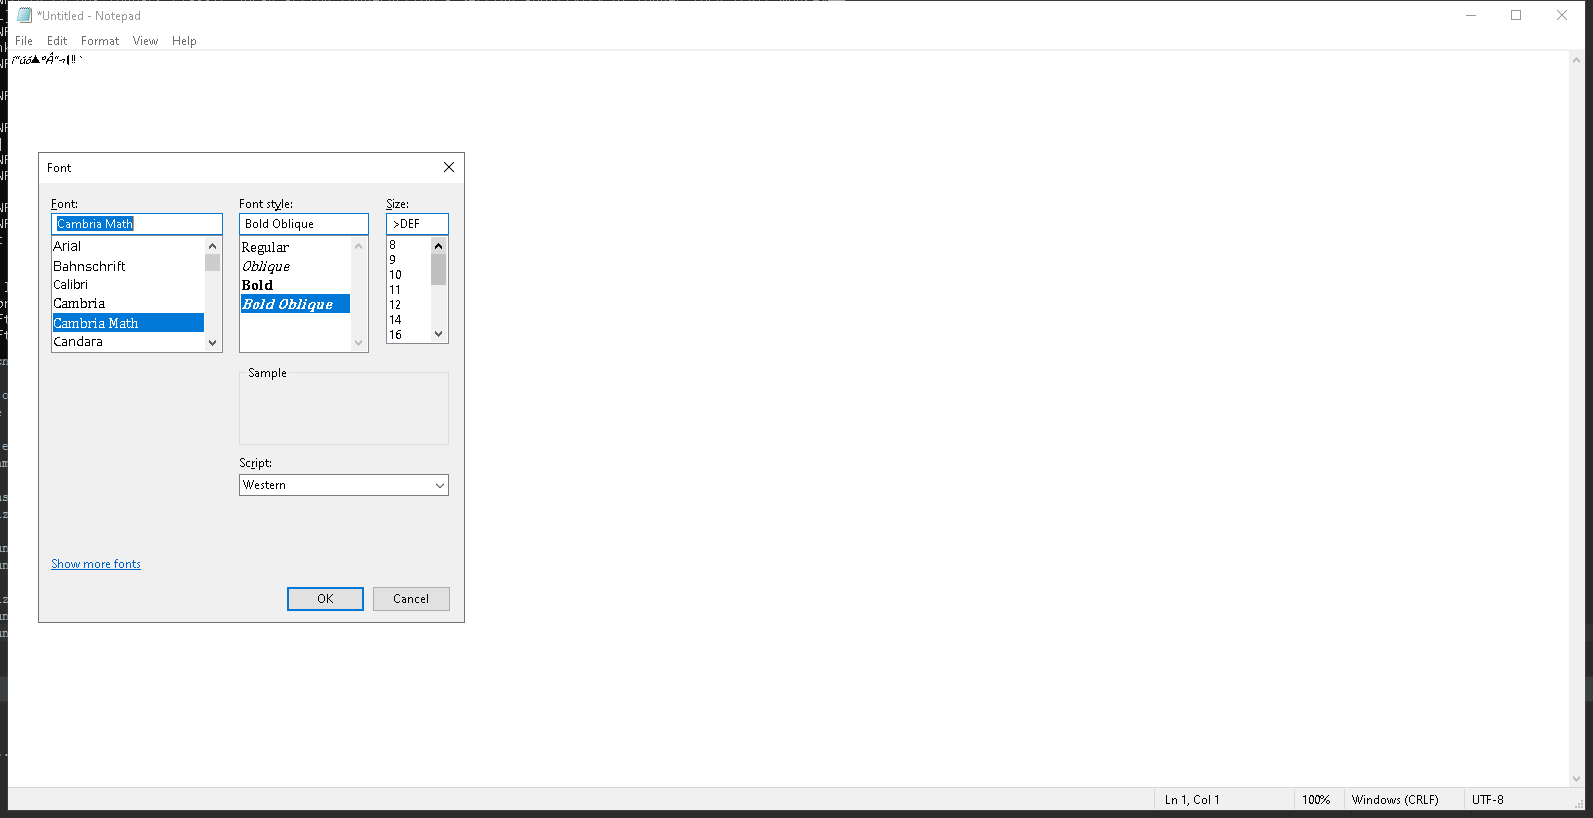 *Untitled - Notepad
File Edit Format View Help
Font
Font: Font style: Size:
Cambria Math Bold Oblique >DEF
Arial Regular 8
Bahnschrift Oblique 9
Calibri Bold 10
Cambria Bold Oblique 11
Cambria Math 12
Candara 14
16
Sample
Script:
Western
Show more fonts
OK Cancel
Ln 1, Col 1 100% Windows (CRLF) UTF-8